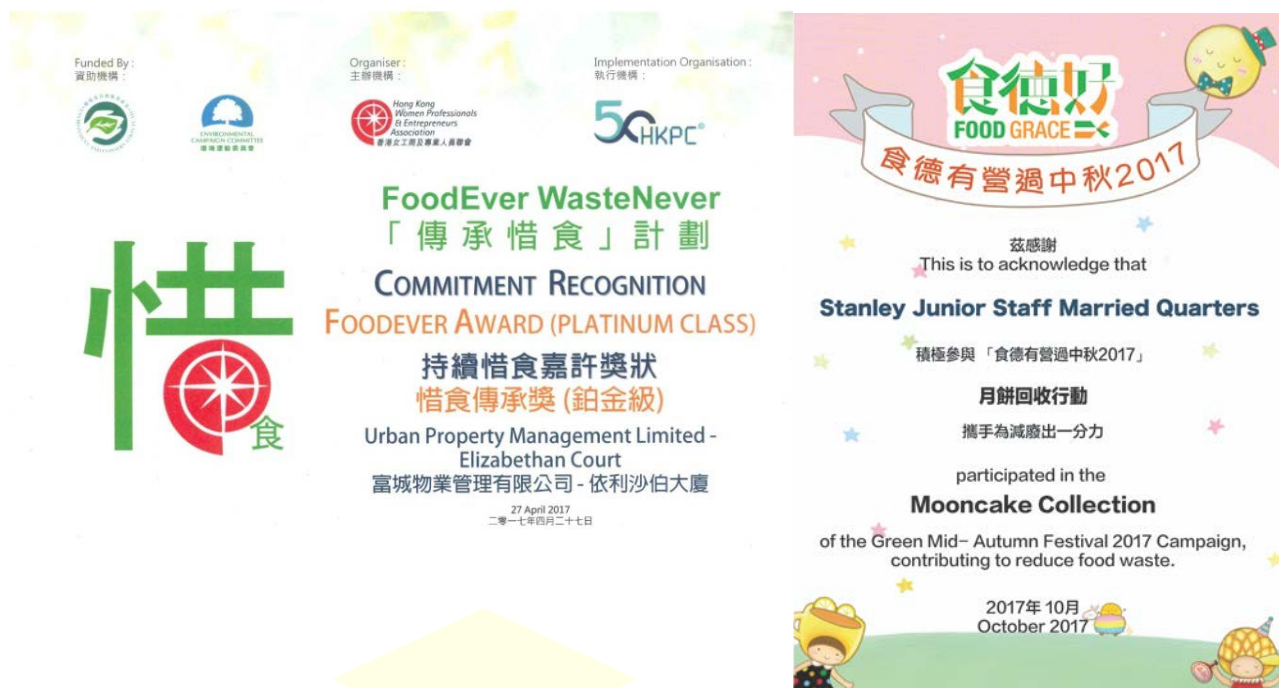 Funded By :
資助機構：
ENVIRONMENTAL
CAMPAIGN COMMITTEE
環境運動委員會
Organiser :
主辦機構：
Hong Kong
Women Professionals
& Entrepreneurs
Association
香港女工商及專業人員聯會
Implementation Organisation :
執行機構：
50 HKPC®
FoodEver WasteNever
「傳承惜食」計劃
惜
食
COMMITMENT RECOGNITION
FOODEVER AWARD (PLATINUM CLASS)
持續惜食嘉許獎狀
惜食傳承獎 (鉑金級)
Urban Property Management Limited -
Elizabethan Court
富城物業管理有限公司 - 依利沙伯大廈
27 April 2017
二零一七年四月二十七日
食德好
FOOD GRACE
食德有營過中秋2017
茲感謝
This is to acknowledge that
Stanley Junior Staff Married Quarters
積極參與「食德有營過中秋2017」
月餅回收行動
攜手為減廢出一分力
participated in the
Mooncake Collection
of the Green Mid- Autumn Festival 2017 Campaign,
contributing to reduce food waste.
2017年 10月
October 2017